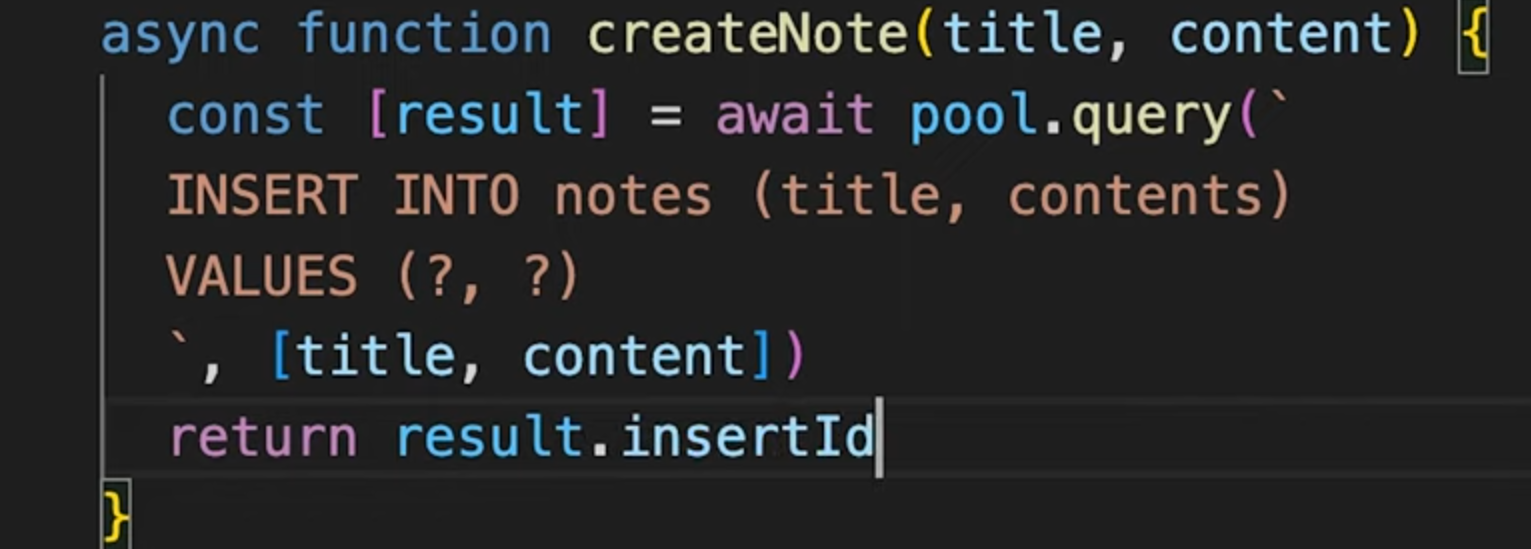 async function createNote(title, content) {
  const [result] = await pool.query(`
  INSERT INTO notes (title, contents)
  VALUES (?, ?)
  `, [title, content])
  return result.insertId
}